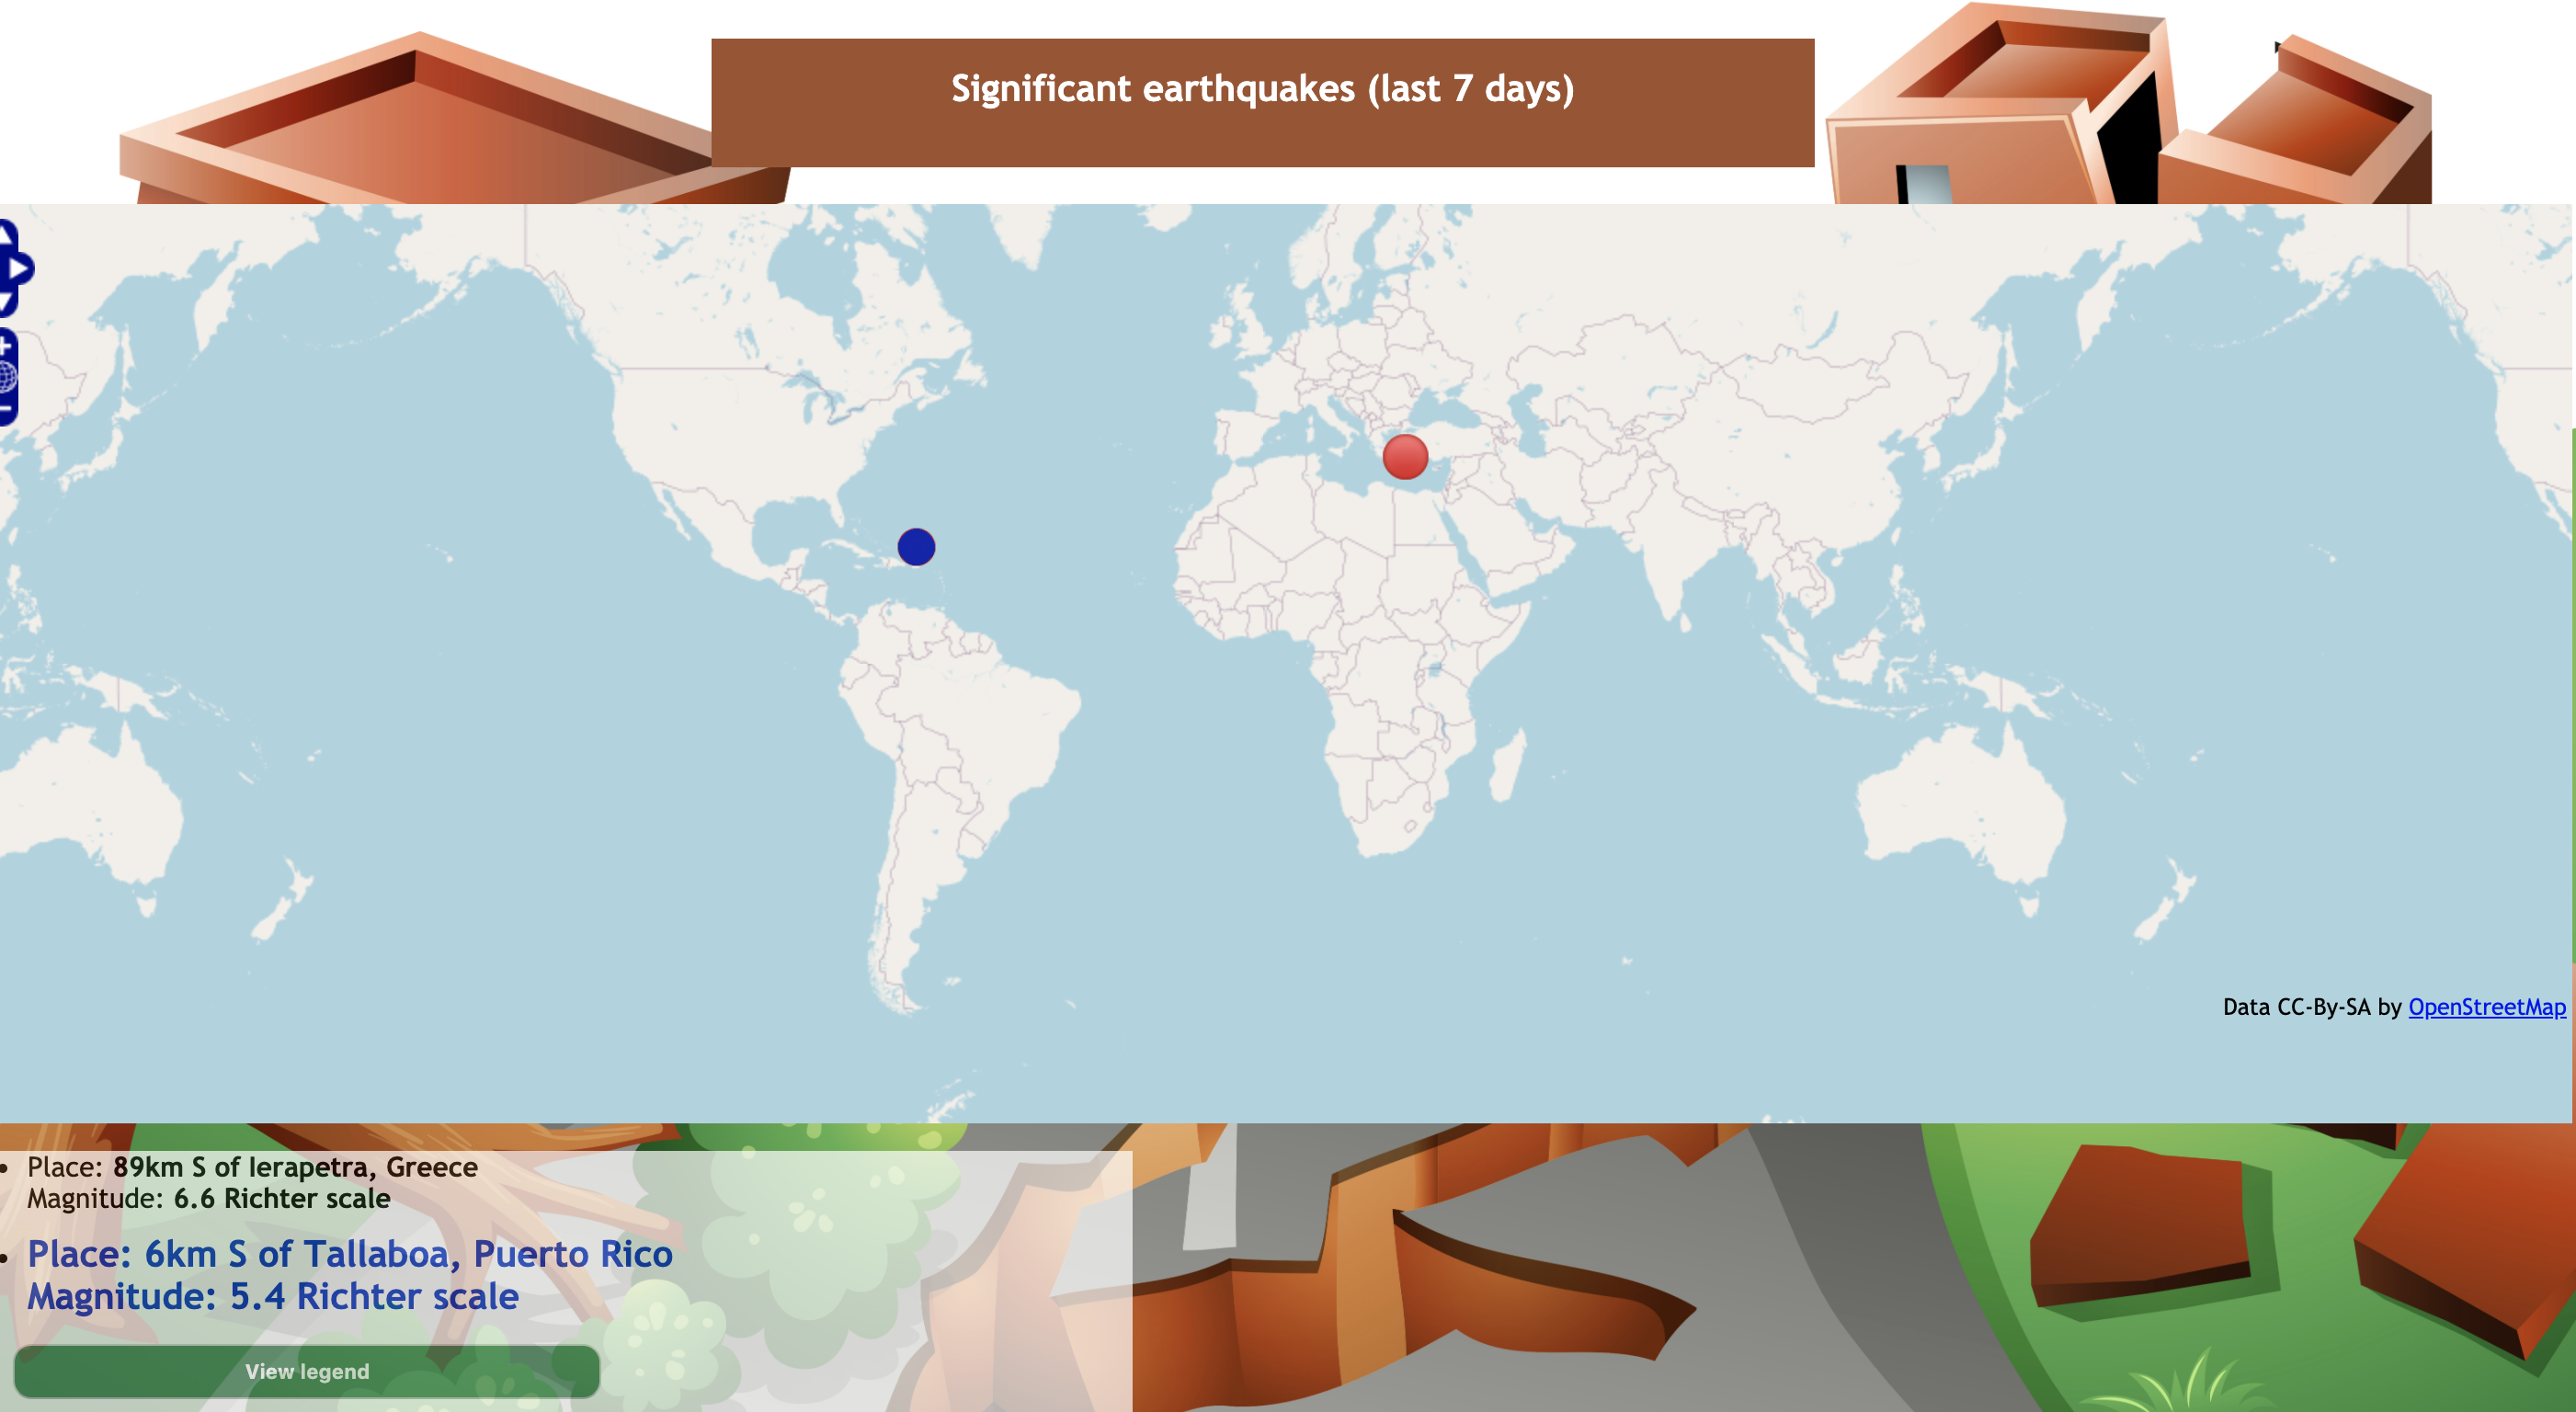 Significant earthquakes (last 7 days)
Data CC-By-SA by OpenStreetMap
Place: 89km S of Ierapetra, Greece
Magnitude: 6.6 Richter scale
Place: 6km S of Tallaboa, Puerto Rico
Magnitude: 5.4 Richter scale
View legend